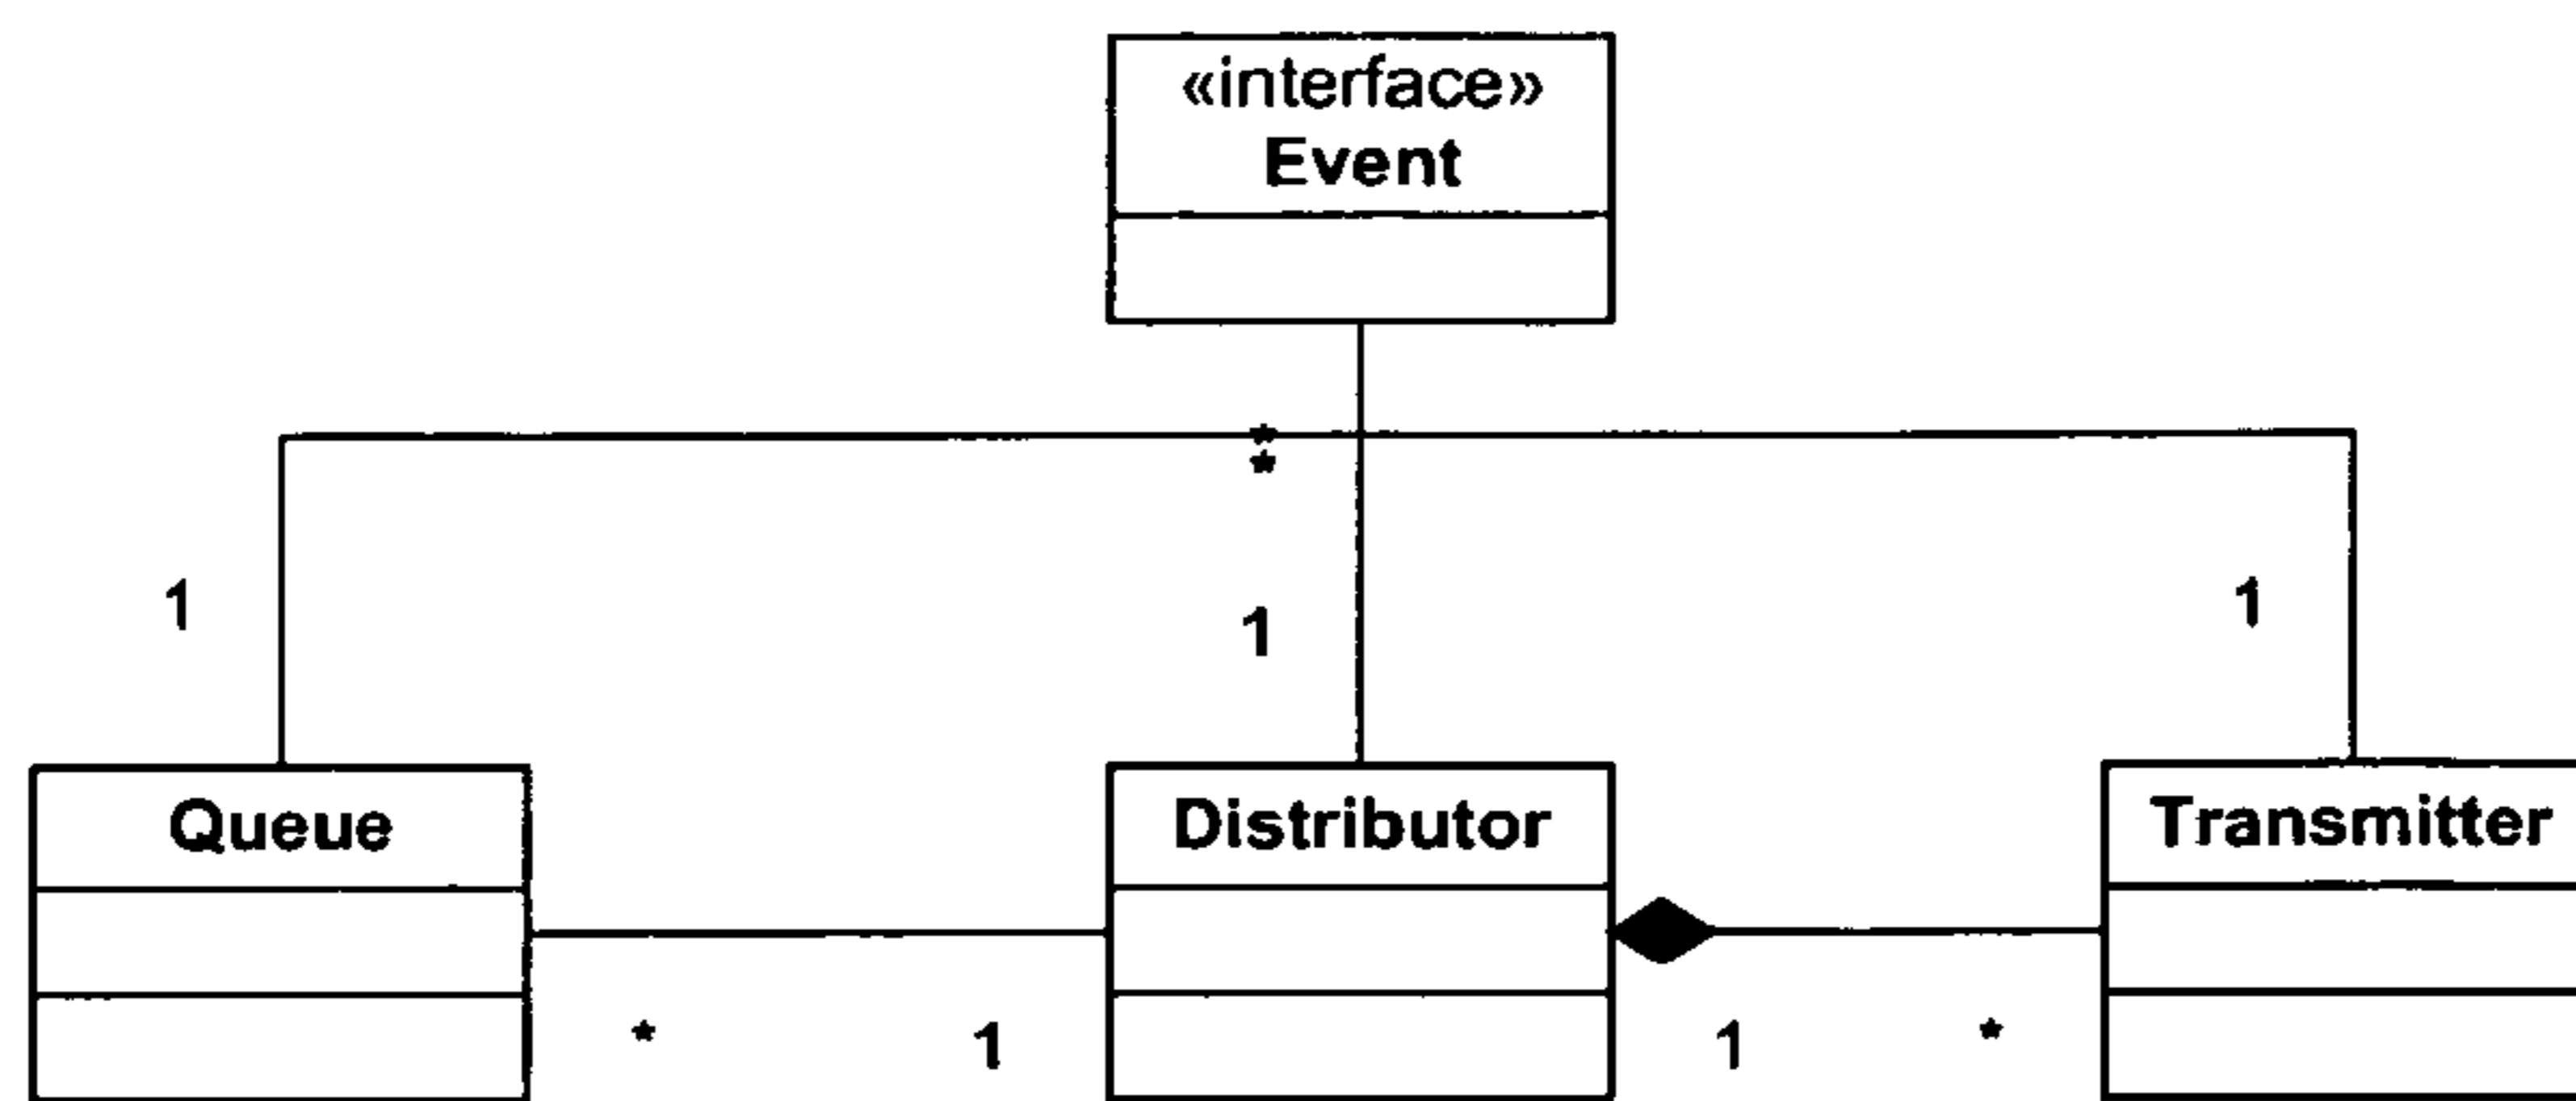 «interface»
Event
*
*
1
1
1
Queue
Distributor
Transmitter
*
1
1
*